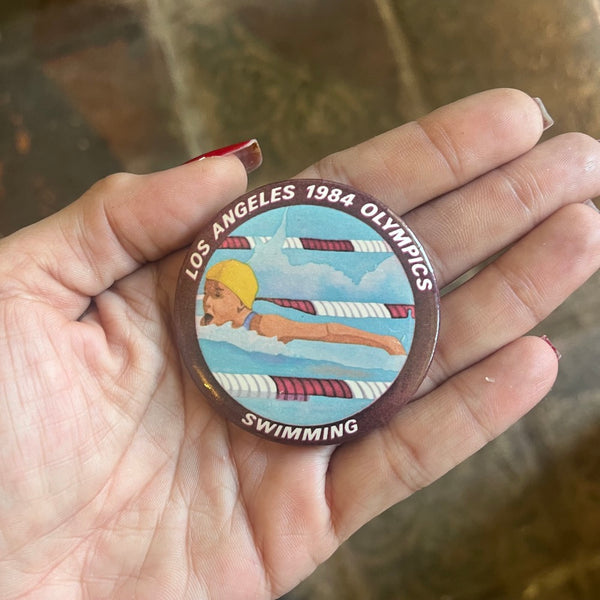 LOS ANGELES 1984 OLYMPICS
SWIMMING